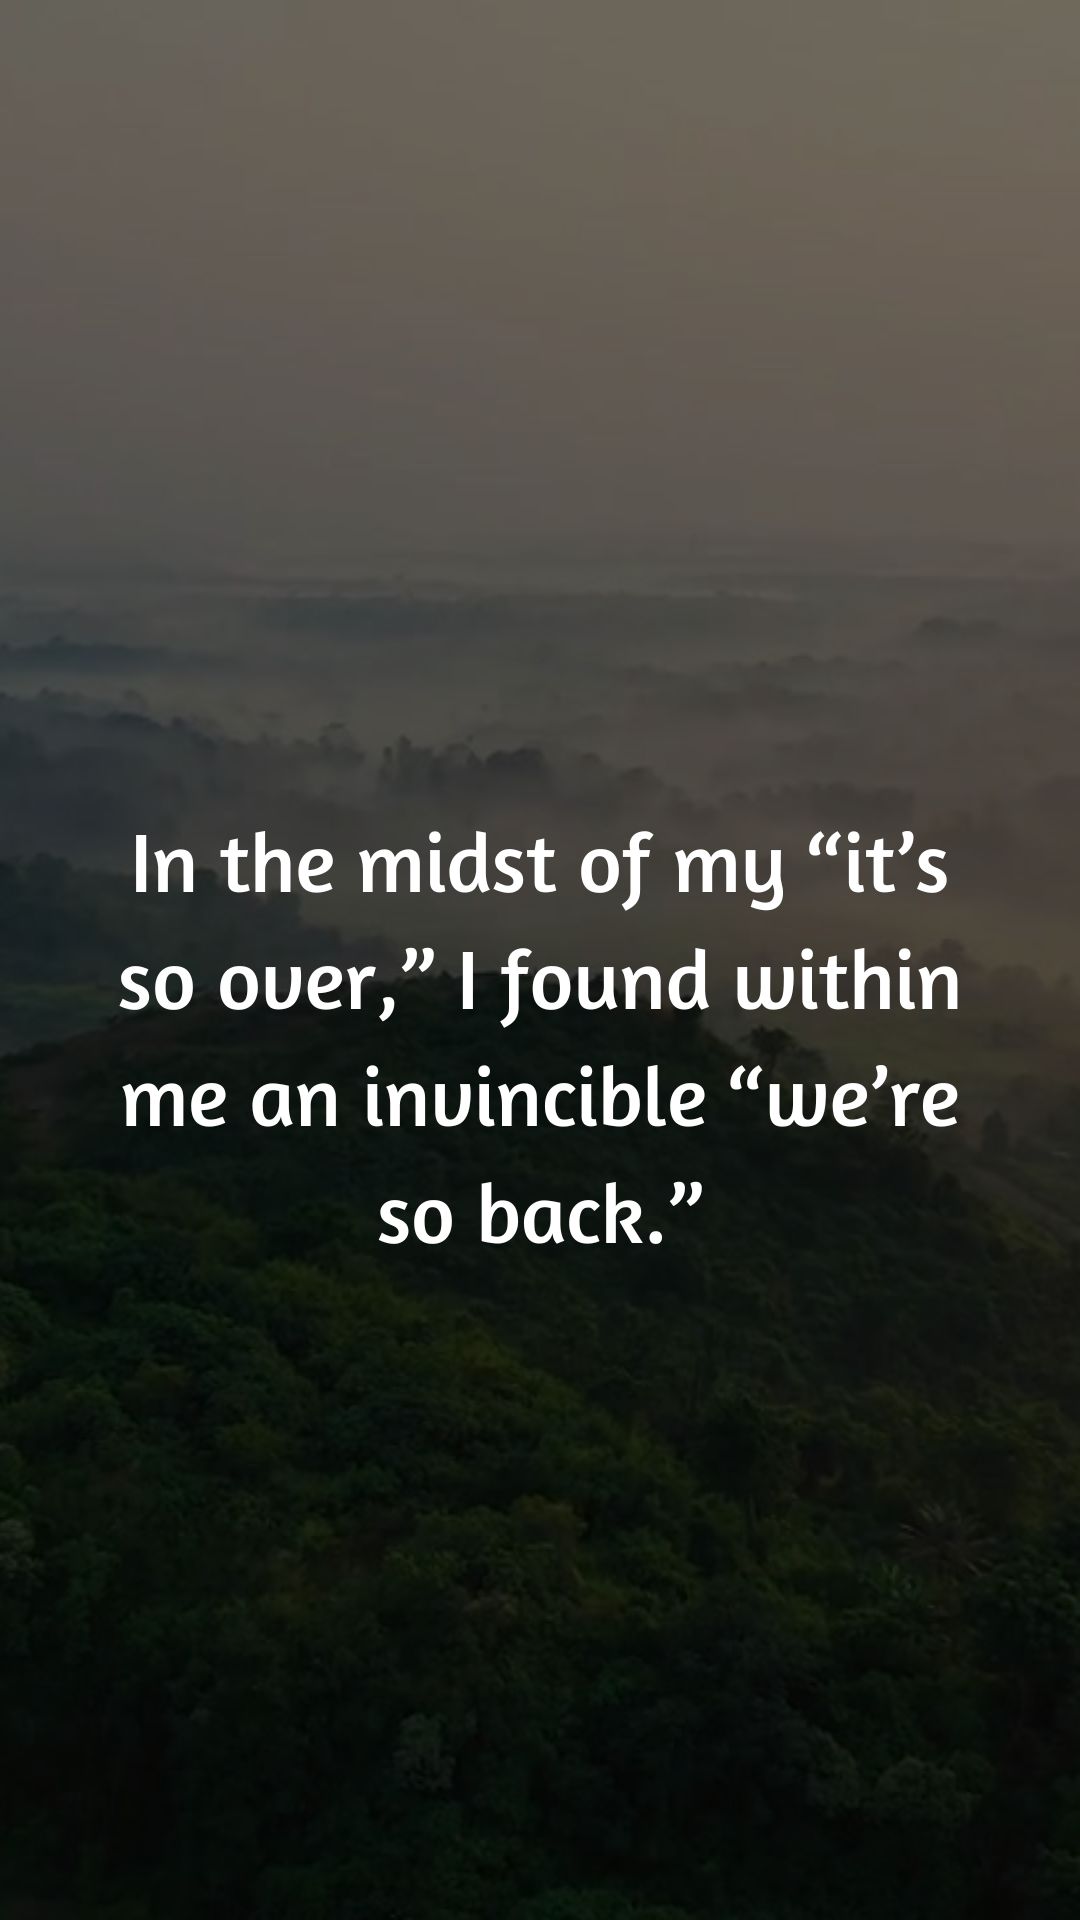 In the midst of my “it’s
so over,” I found within
me an invincible “we’re
so back.”